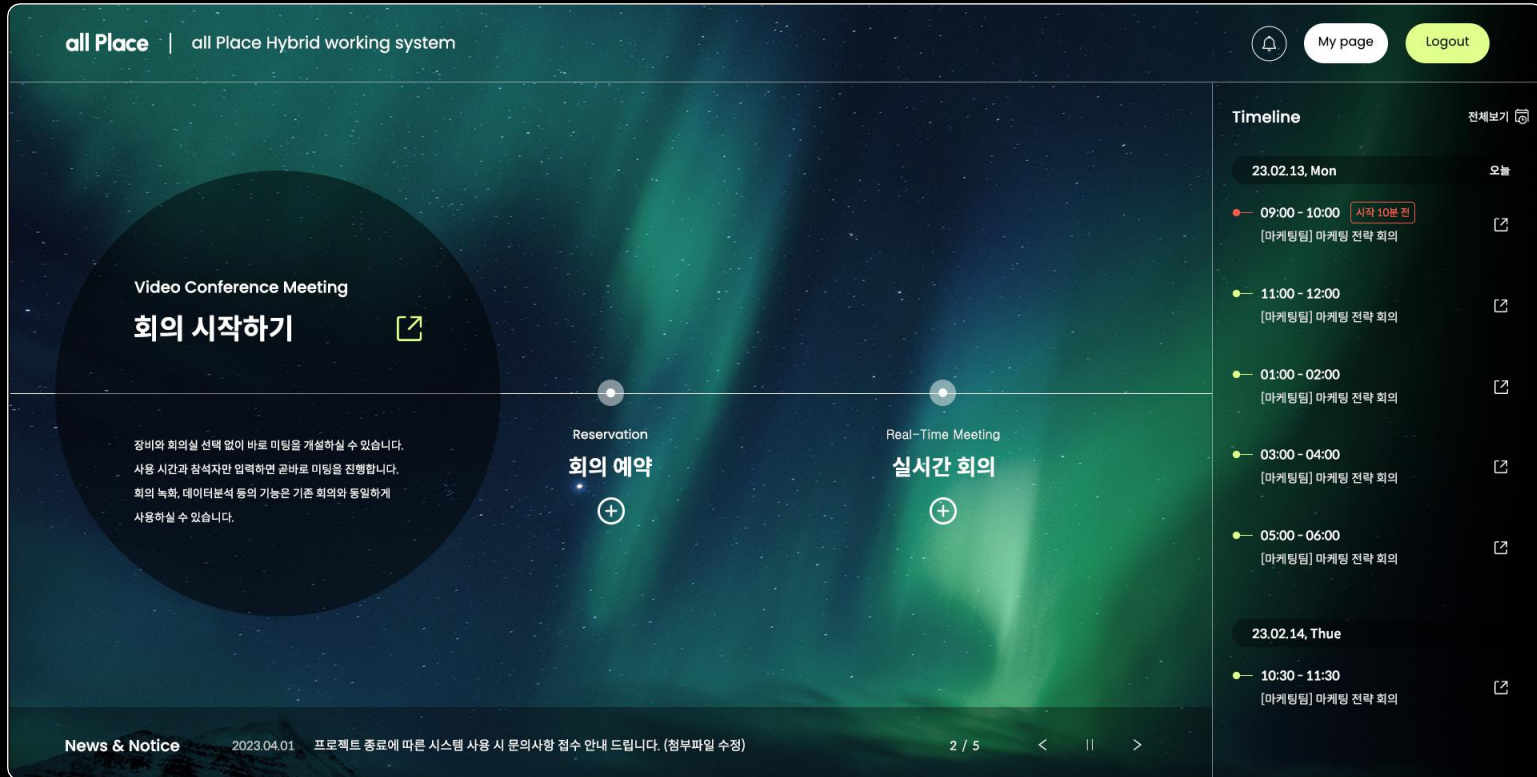 all Place | all Place Hybrid working system
My page
Logout
Video Conference Meeting
회의 시작하기
장비와 회의실 선택 없이 바로 미팅을 개설하실 수 있습니다.
사용 시간과 참석자만 입력하면 곧바로 미팅을 진행합니다.
회의 녹화, 데이터분석 등의 기능은 기존 회의와 동일하게
사용하실 수 있습니다.
Reservation
회의 예약
Real-Time Meeting
실시간 회의
Timeline
전체보기
23.02.13, Mon
오늘
09:00 - 10:00 시작 10분 전
[마케팅팀] 마케팅 전략 회의
11:00 - 12:00
[마케팅팀] 마케팅 전략 회의
01:00 - 02:00
[마케팅팀] 마케팅 전략 회의
03:00 - 04:00
[마케팅팀] 마케팅 전략 회의
05:00 - 06:00
[마케팅팀] 마케팅 전략 회의
23.02.14, Thue
10:30 - 11:30
[마케팅팀] 마케팅 전략 회의
News & Notice
2023.04.01 프로젝트 종료에 따른 시스템 사용 시 문의사항 접수 안내 드립니다. (첨부파일 수정)
2 / 5